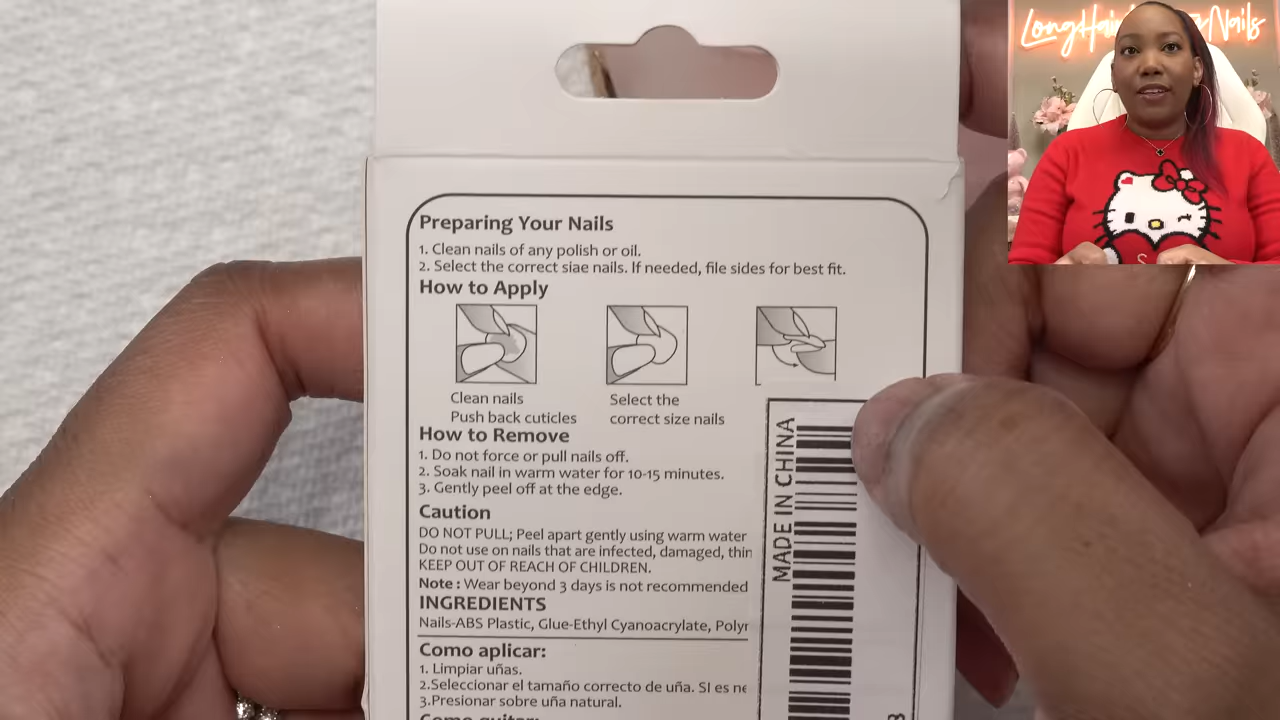 LongHai Nails
Preparing Your Nails
1. Clean nails of any polish or oil.
2. Select the correct siae nails. If needed, file sides for best fit.
How to Apply
Clean nails
Push back cuticles
Select the
correct size nails
How to Remove
1. Do not force or pull nails off.
2. Soak nail in warm water for 10-15 minutes.
3. Gently peel off at the edge.
Caution
DO NOT PULL; Peel apart gently using warm water
Do not use on nails that are infected, damaged, thin
KEEP OUT OF REACH OF CHILDREN.
Note : Wear beyond 3 days is not recommended
INGREDIENTS
Nails-ABS Plastic, Glue-Ethyl Cyanoacrylate, Polyr
MADE IN CHINA
Como aplicar:
1. Limpiar uñas.
2.Seleccionar el tamaño correcto de uña. SI es ne
3.Presionar sobre uña natural.
Como quitar: